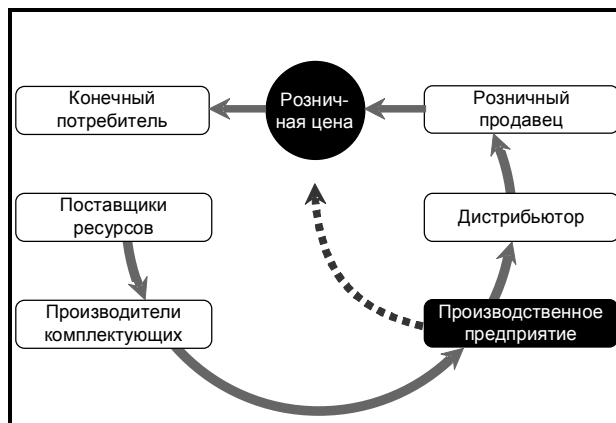 Конечный
потребитель
Рознич-
ная цена
Розничный
продавец
Поставщики
ресурсов
Дистрибьютор
Производители
комплектующих
Производственное
предприятие